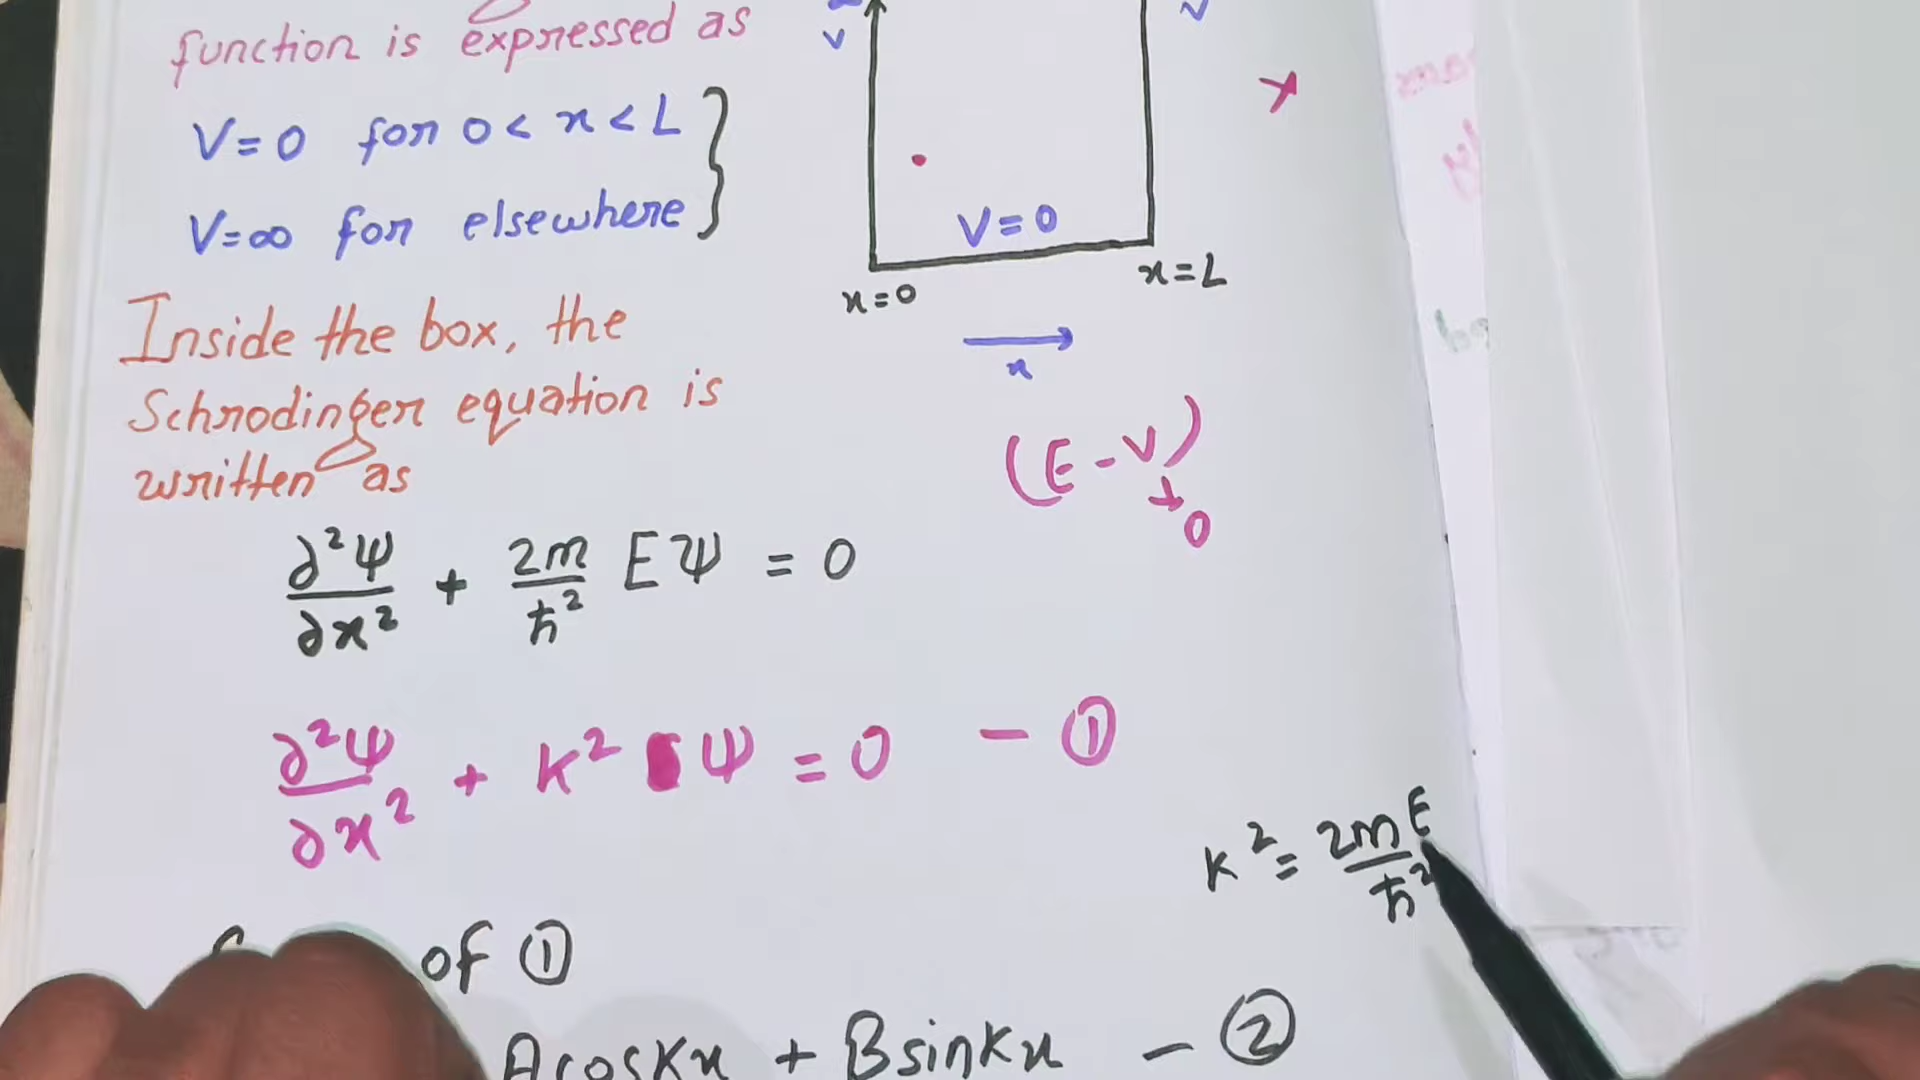 function is expressed as
V=0 for 0 < x < L
V=∞ for elsewhere
V
V
V=0
x=0
x=L
x
Inside the box, the
Schrodinger equation is
written as
(E-V)
0
∂²Ψ/∂x² + 2m/ħ² EΨ = 0
∂²Ψ/∂x² + K² Ψ = 0 - ①
K² = 2mE/ħ²
of ①
Acoskx + Bsinkx - ②